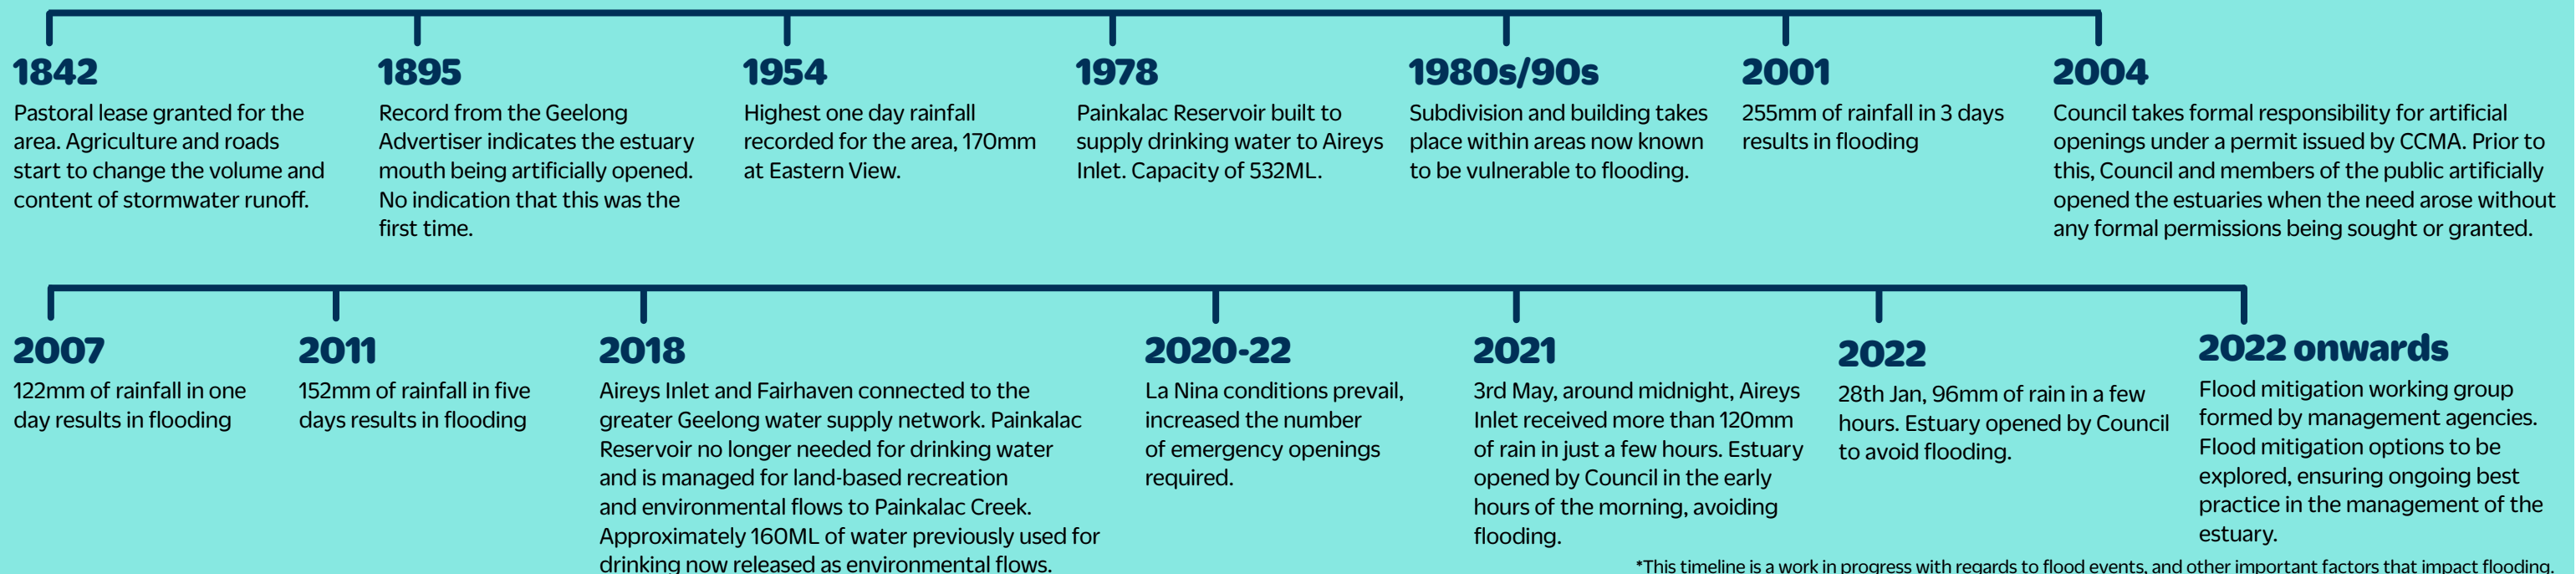 1842
Pastoral lease granted for the
area. Agriculture and roads
start to change the volume and
content of stormwater runoff.
1895
Record from the Geelong
Advertiser indicates the estuary
mouth being artificially opened.
No indication that this was the
first time.
1954
Highest one day rainfall
recorded for the area, 170mm
at Eastern View.
1978
Painkalac Reservoir built to
supply drinking water to Aireys
Inlet. Capacity of 532ML.
1980s/90s
Subdivision and building takes
place within areas now known
to be vulnerable to flooding.
2001
255mm of rainfall in 3 days
results in flooding
2004
Council takes formal responsibility for artificial
openings under a permit issued by CCMA. Prior to
this, Council and members of the public artificially
opened the estuaries when the need arose without
any formal permissions being sought or granted.
2007
122mm of rainfall in one
day results in flooding
2011
152mm of rainfall in five
days results in flooding
2018
Aireys Inlet and Fairhaven connected to the
greater Geelong water supply network. Painkalac
Reservoir no longer needed for drinking water
and is managed for land-based recreation
and environmental flows to Painkalac Creek.
Approximately 160ML of water previously used for
drinking now released as environmental flows.
2020-22
La Nina conditions prevail,
increased the number
of emergency openings
required.
2021
3rd May, around midnight, Aireys
Inlet received more than 120mm
of rain in just a few hours. Estuary
opened by Council in the early
hours of the morning, avoiding
flooding.
2022
28th Jan, 96mm of rain in a few
hours. Estuary opened by Council
to avoid flooding.
2022 onwards
Flood mitigation working group
formed by management agencies.
Flood mitigation options to be
explored, ensuring ongoing best
practice in the management of the
estuary.
*This timeline is a work in progress with regards to flood events, and other important factors that impact flooding.